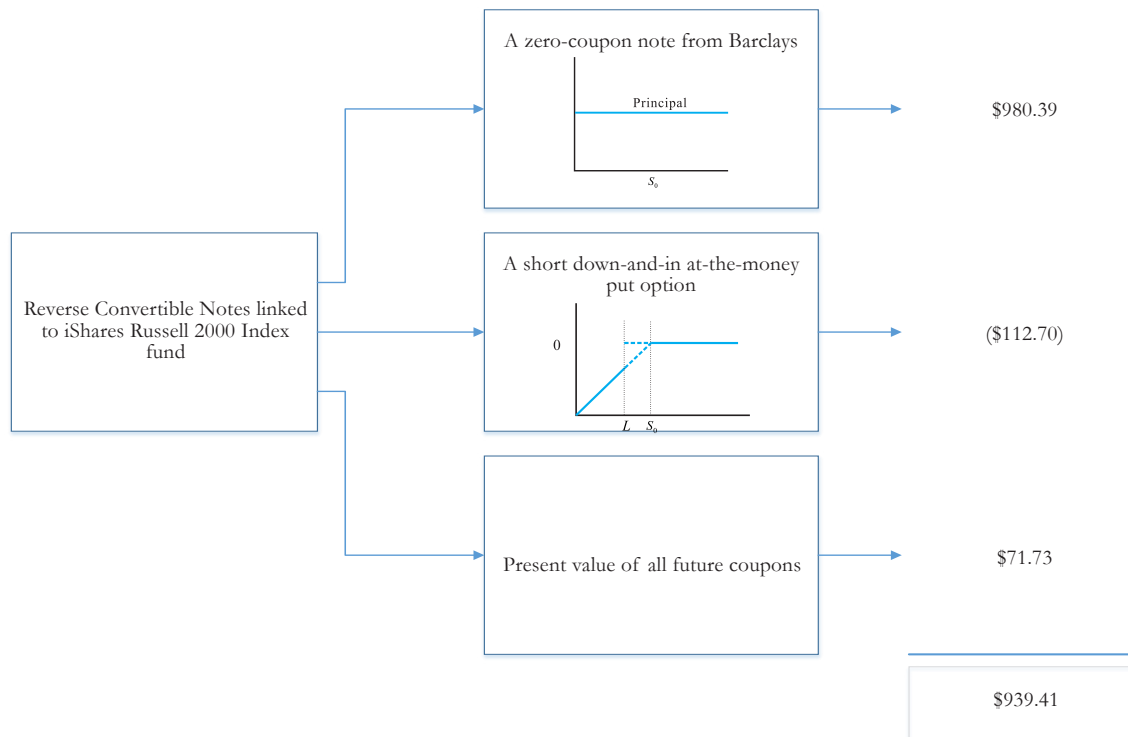 Reverse Convertible Notes linked
to iShares Russell 2000 Index
fund
A zero-coupon note from Barclays
Principal
S₀
$980.39
A short down-and-in at-the-money
put option
0
L S₀
($112.70)
Present value of all future coupons
$71.73
$939.41